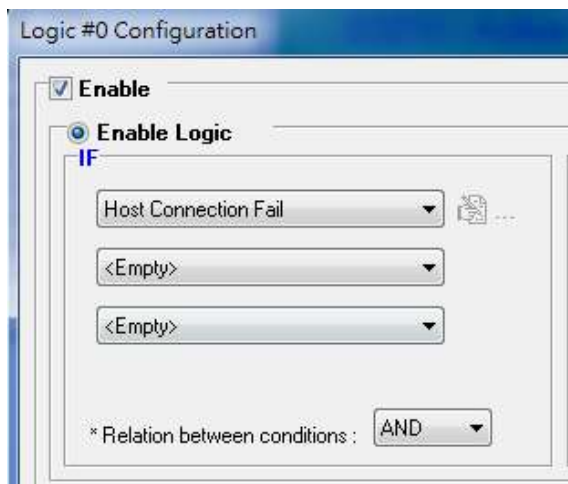 Logic #0 Configuration
Enable
Enable Logic
IF
Host Connection Fail
...
<Empty>
<Empty>
* Relation between conditions : AND